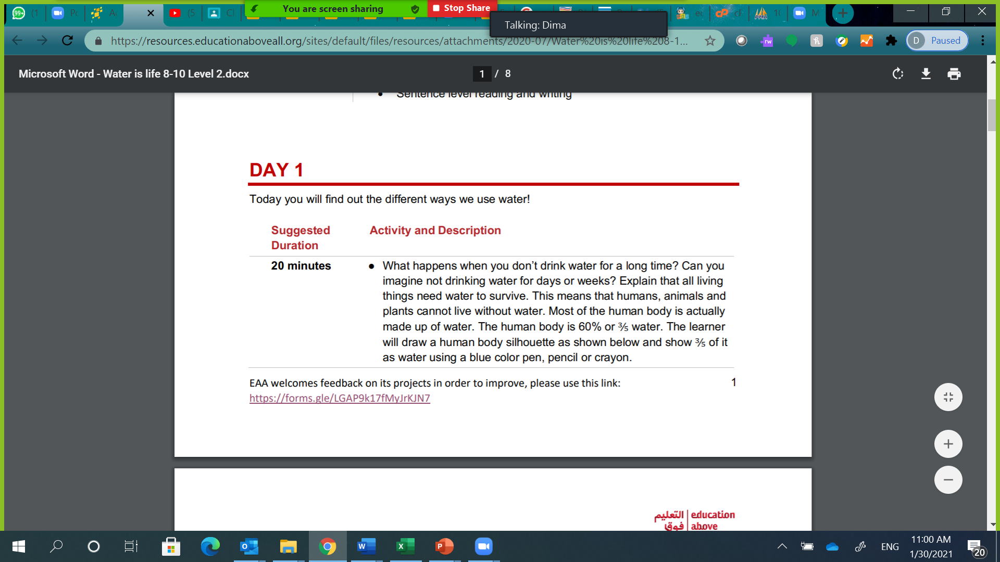 You are screen sharing
Stop Share
Talking: Dima
https://resources.educationaboveall.org/sites/default/files/resources/attachments/2020-07/Water%20is%20life%208-1...
Paused
Microsoft Word - Water is life 8-10 Level 2.docx
1 / 8
Sentence level reading and writing
DAY 1
Today you will find out the different ways we use water!
Suggested Duration
Activity and Description
20 minutes
● What happens when you don’t drink water for a long time? Can you
imagine not drinking water for days or weeks? Explain that all living
things need water to survive. This means that humans, animals and
plants cannot live without water. Most of the human body is actually
made up of water. The human body is 60% or ⅗ water. The learner
will draw a human body silhouette as shown below and show ⅗ of it
as water using a blue color pen, pencil or crayon.
EAA welcomes feedback on its projects in order to improve, please use this link:
https://forms.gle/LGAP9k17fMyJrKJN7
1
التعليم education
فوق above
ENG
11:00 AM
1/30/2021
20